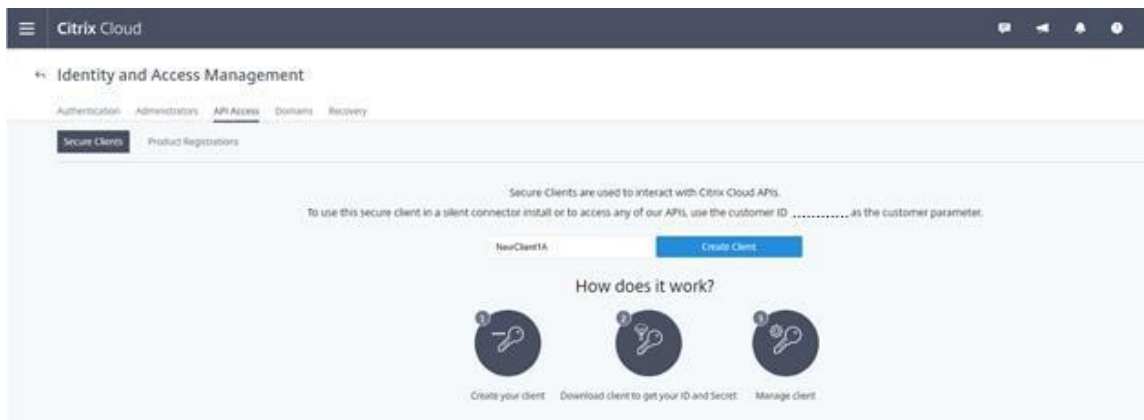 Citrix Cloud
Identity and Access Management
Authentication Administrators API Access Domains Recovery
Secure Clients Product Registrations
Secure Clients are used to interact with Citrix Cloud APIs.
To use this secure client in a silent connector install or to access any of our APIs, use the customer ID ............ as the customer parameter.
NewClient1A Create Client
How does it work?
1 2 3
Create your client Download client to get your ID and Secret Manage client